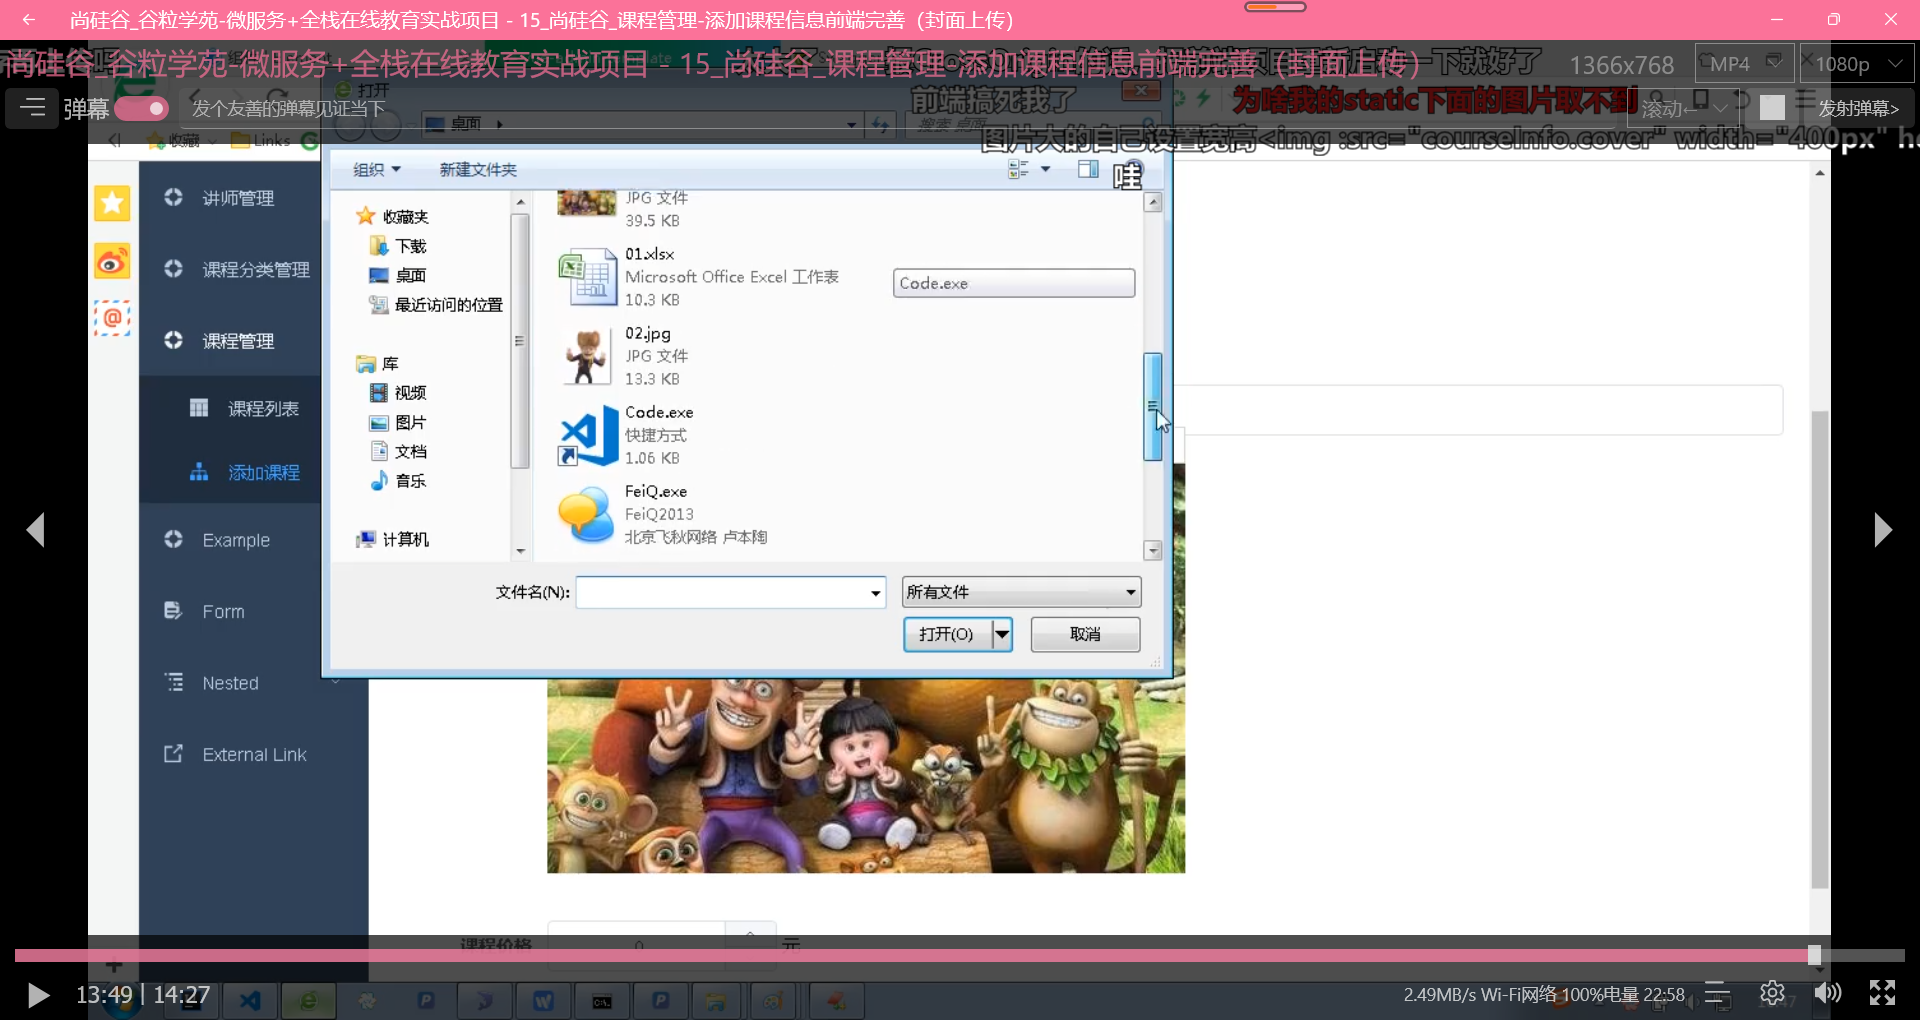 尚硅谷_谷粒学苑-微服务+全栈在线教育实战项目 - 15_尚硅谷_课程管理-添加课程信息前端完善（封面上传）
尚硅谷_谷粒学苑-微服务+全栈在线教育实战项目 - 15_尚硅谷_课程管理-添加课程信息前端完善（封面上传）
一下就好了
1366x768
MP4
1080p
弹幕
发个友善的弹幕见证当下
打开
前端搞死我了
为啥我的static下面的图片取不到
滚动←
发射弹幕>
桌面
搜索 桌面
收藏
Links
图片大的自己设置宽高<img :src="courseInfo.cover" width="400px"
组织
新建文件夹
哇
讲师管理
课程分类管理
课程管理
课程列表
添加课程
Example
Form
Nested
External Link
收藏夹
下载
桌面
最近访问的位置
库
视频
图片
文档
音乐
计算机
JPG 文件
39.5 KB
01.xlsx
Microsoft Office Excel 工作表
10.3 KB
Code.exe
02.jpg
JPG 文件
13.3 KB
Code.exe
快捷方式
1.06 KB
FeiQ.exe
FeiQ2013
北京飞秋网络 卢本陶
文件名(N):
所有文件
打开(O)
取消
课程价格
0
元
13:49 | 14:27
2.49MB/s Wi-Fi网络 100%电量 22:58